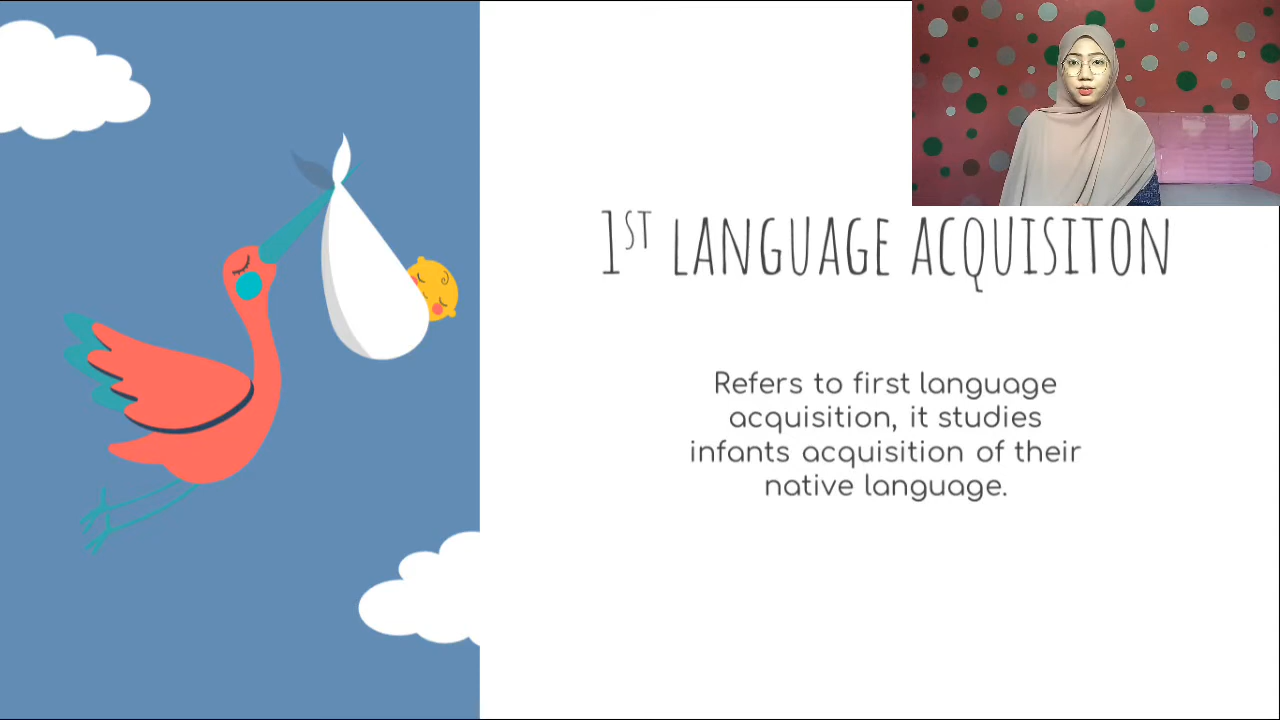 1ST LANGUAGE ACQUISITON
Refers to first language
acquisition, it studies
infants acquisition of their
native language.